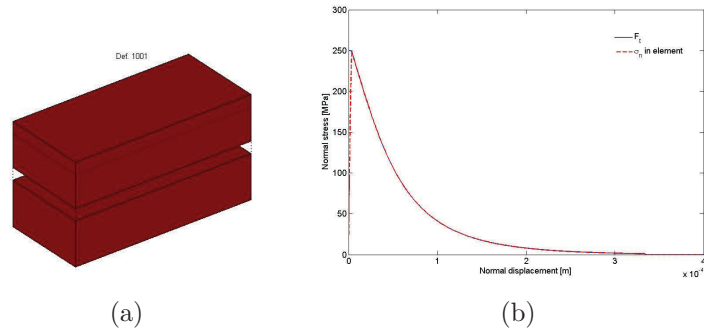 Def. 1001
(a)
Normal stress [MPa]
300
250
200
150
100
50
0
F_t
σ_n in element
0
1
2
3
4
x 10^-4
Normal displacement [m]
(b)